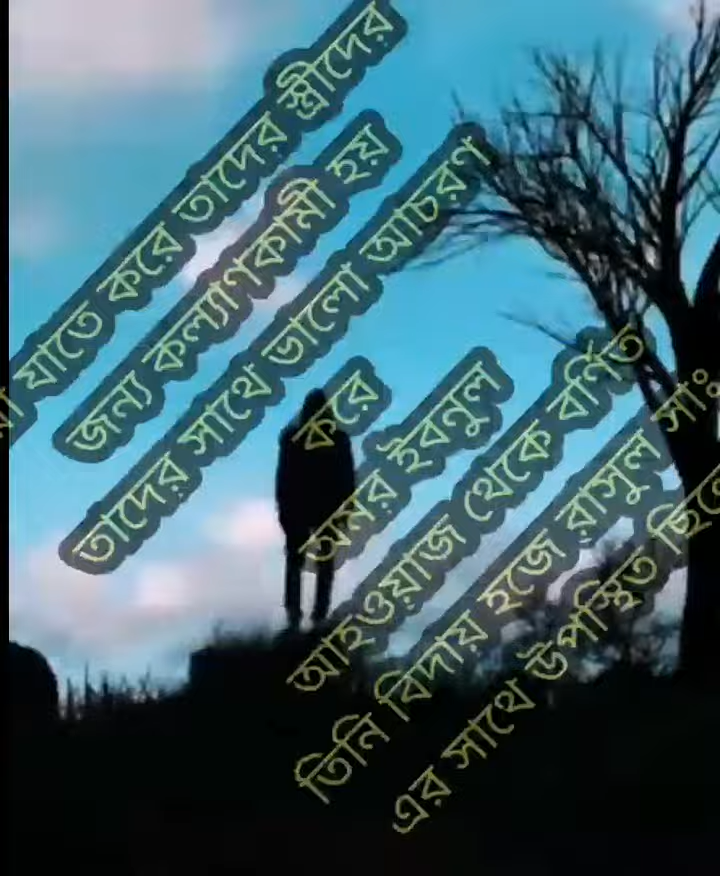 যাতে করে তাদের স্ত্রীদের
জন্য কল্যাণকামী হয়
তাদের সাথে ভালো আচরণ
করে
অমর ইবনুল
আহওয়াজ থেকে বর্ণিত
তিনি বিদায় হজে রাসুল সাঃ
এর সাথে উপস্থিত